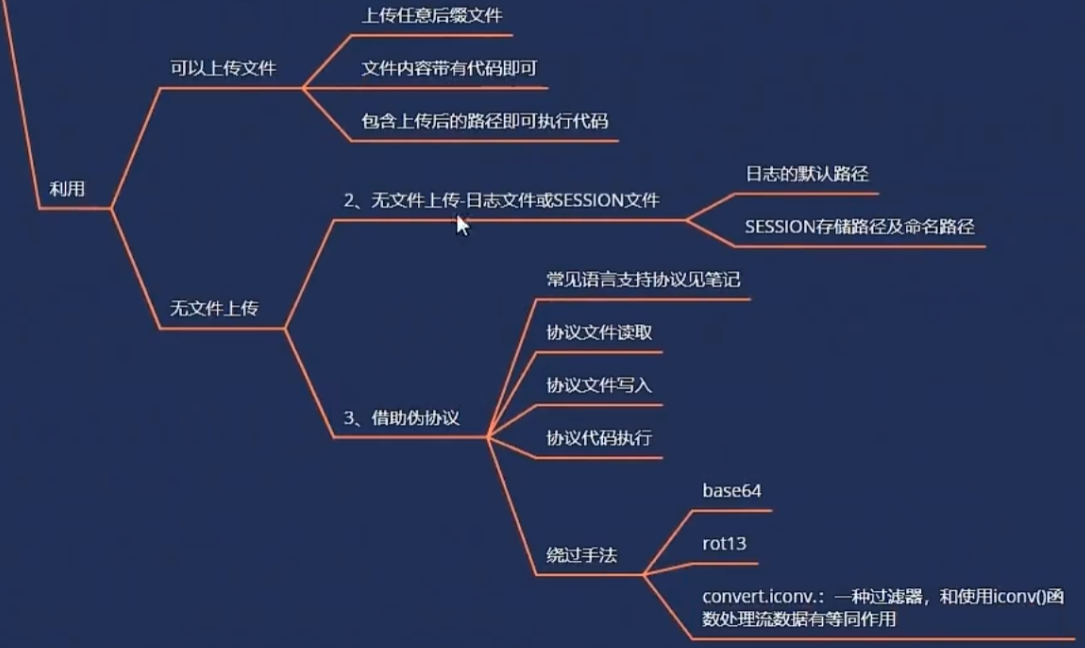 上传任意后缀文件
可以上传文件
文件内容带有代码即可
包含上传后的路径即可执行代码
利用
日志的默认路径
2、无文件上传-日志文件或SESSION文件
SESSION存储路径及命名路径
常见语言支持协议见笔记
无文件上传
协议文件读取
协议文件写入
3、借助伪协议
协议代码执行
base64
rot13
绕过手法
convert.iconv.：一种过滤器，和使用iconv()函
数处理流数据有等同作用